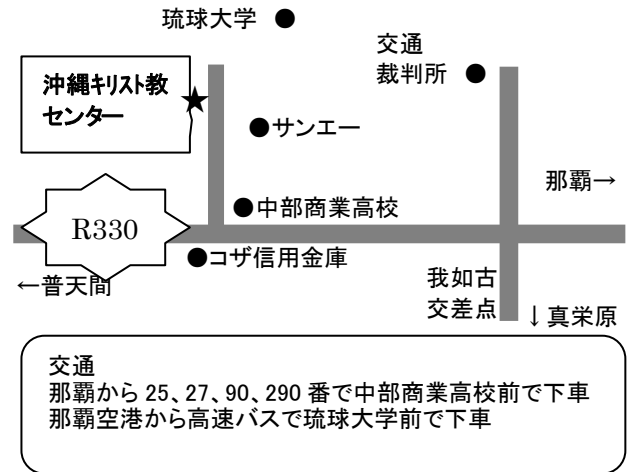 琉球大学 ●
交通
裁判所 ●
沖縄キリスト教
センター
★
●サンエー
那覇→
●中部商業高校
R330
●コザ信用金庫
←普天間
我如古
交差点
↓真栄原
交通
那覇から 25、27、90、290 番で中部商業高校前で下車
那覇空港から高速バスで琉球大学前で下車